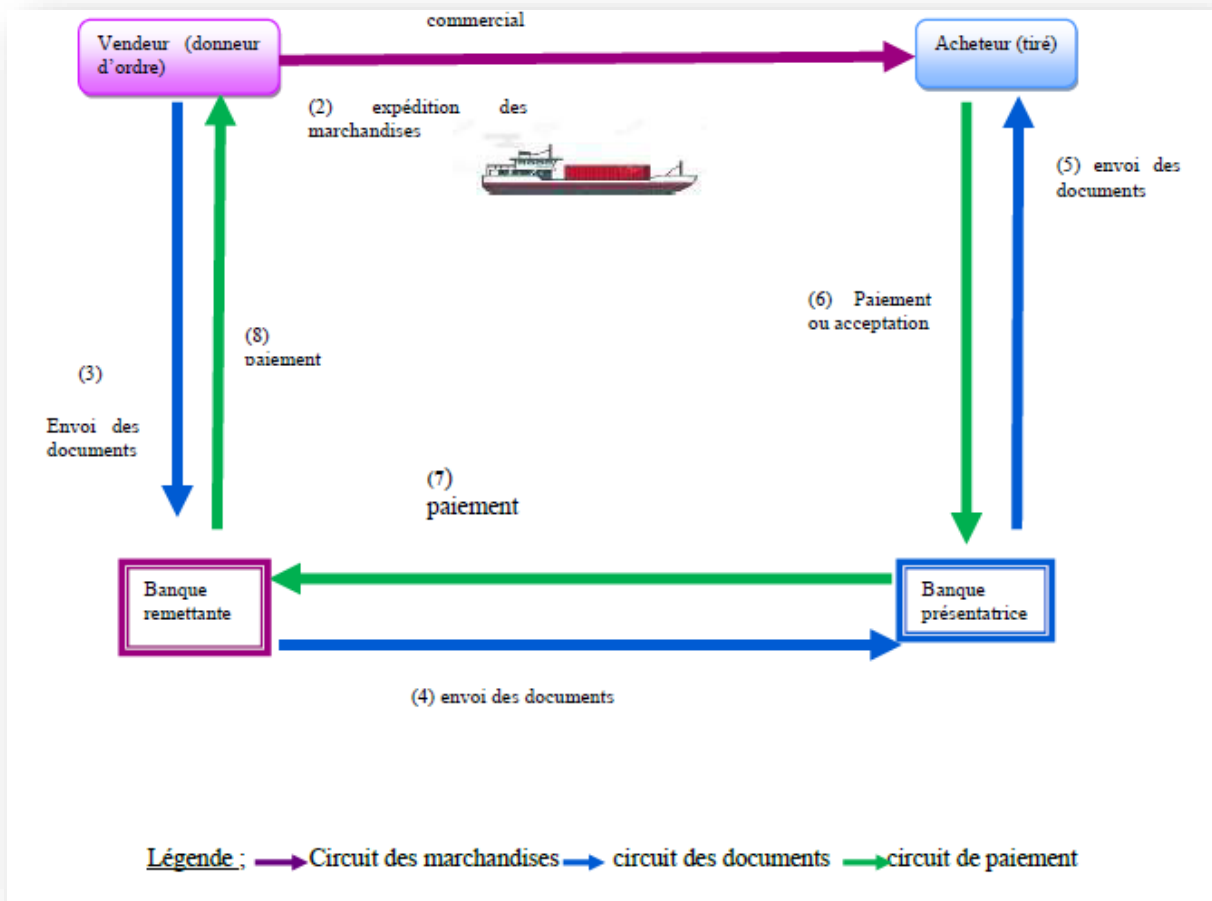 commercial
Vendeur (donneur
d'ordre)
Acheteur (tiré)
(2) expédition des
marchandises
(5) envoi des
documents
(6) Paiement
ou acceptation
(8)
paiement
(3)
Envoi des
documents
(7)
paiement
Banque
remettante
Banque
présentatrice
(4) envoi des documents
Légende ; Circuit des marchandises circuit des documents circuit de paiement